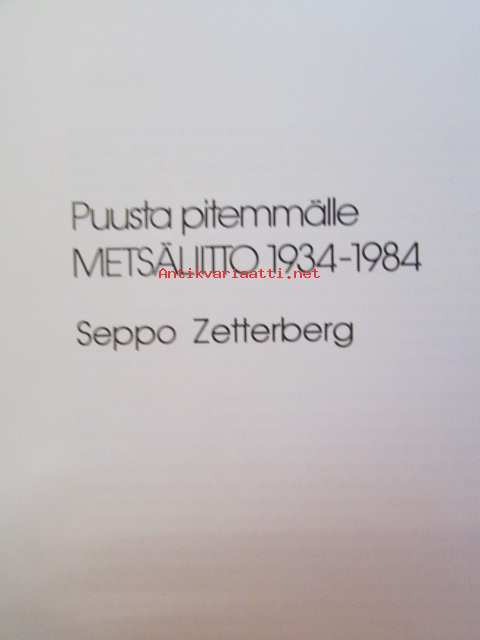 Puusta pitemmälle
METSÄLIITTO 1934-1984
Antikvariaatti.net
Seppo Zetterberg